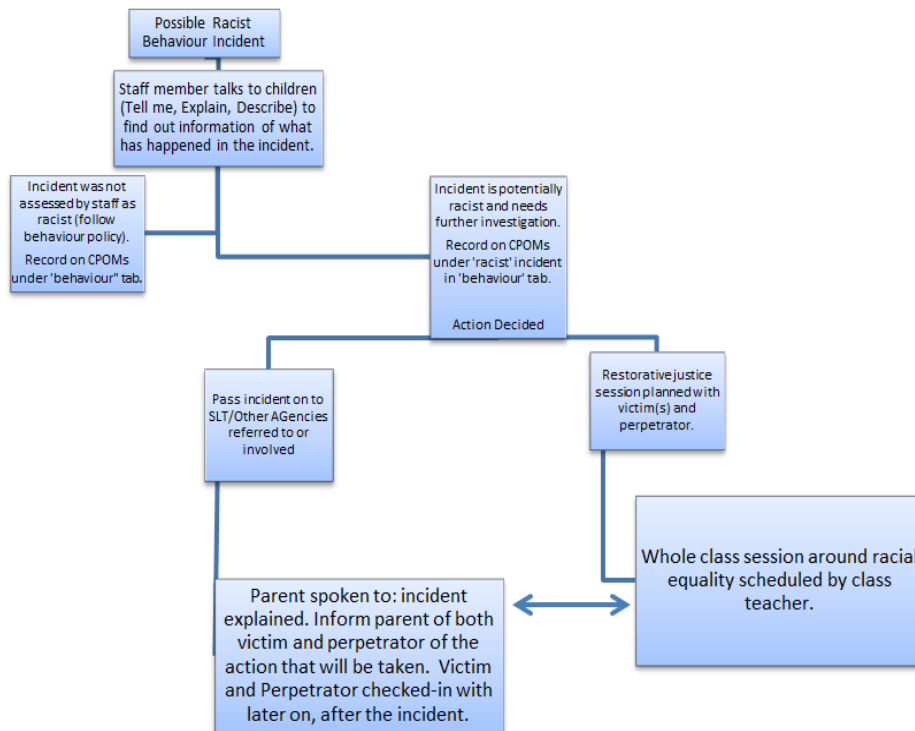 Possible Racist
Behaviour Incident
Staff member talks to children
(Tell me, Explain, Describe) to
find out information of what
has happened in the incident.
Incident was not
assessed by staff as
racist (follow
behaviour policy).
Record on CPOMs
under 'behaviour" tab.
Incident is potentially
racist and needs
further investigation.
Record on CPOMs
under 'racist' incident
in 'behaviour' tab.
Action Decided
Pass incident on to
SLT/Other AGencies
referred to or
involved
Restorative justice
session planned with
victim(s) and
perpetrator.
Whole class session around racial
equality scheduled by class
teacher.
Parent spoken to: incident
explained. Inform parent of both
victim and perpetrator of the
action that will be taken.  Victim
and Perpetrator checked-in with
later on, after the incident.